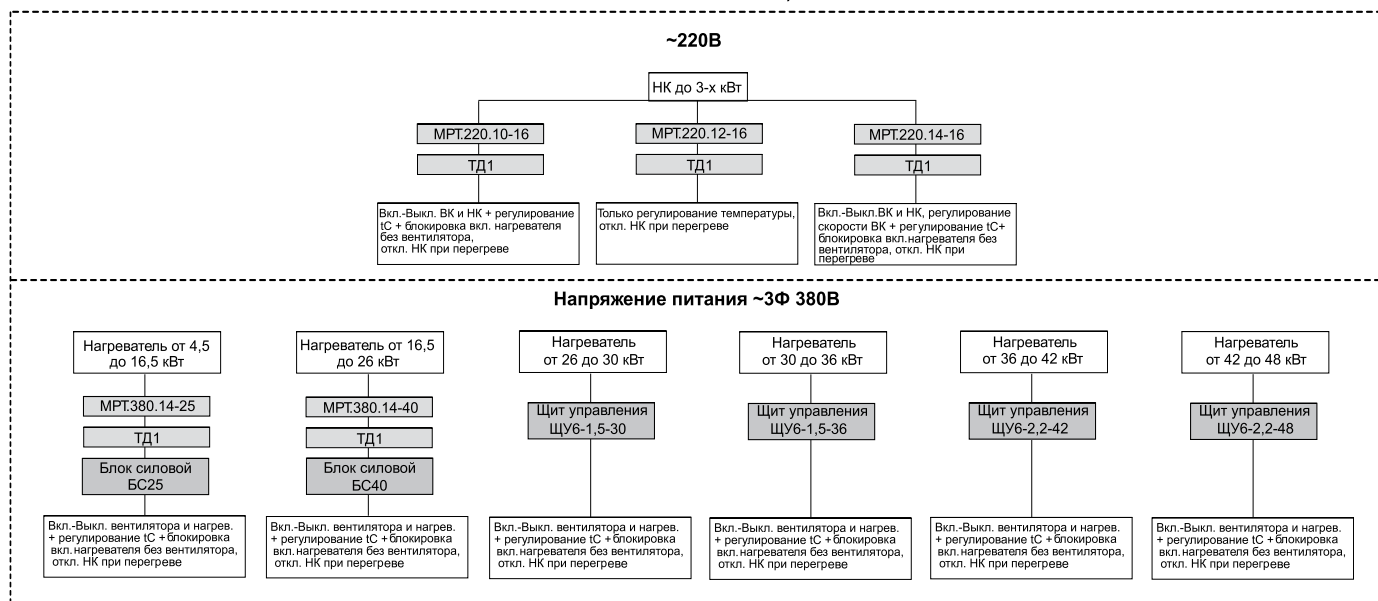 ~220В
НК до 3-х кВт
МРТ.220.10-16
МРТ.220.12-16
МРТ.220.14-16
ТД1
ТД1
ТД1
Вкл.-Выкл. ВК и НК + регулирование
tC + блокировка вкл. нагревателя
без вентилятора,
откл. НК при перегреве
Только регулирование температуры,
откл. НК при перегреве
Вкл.-Выкл.ВК и НК, регулирование
скорости ВК + регулирование tC+
блокировка вкл.нагревателя без
вентилятора, откл. НК при
перегреве
Напряжение питания ~3Ф 380В
Нагреватель от 4,5
до 16,5 кВт
МРТ.380.14-25
ТД1
Блок силовой
БС25
Вкл.-Выкл. вентилятора и нагрев.
+ регулирование tC +блокировка
вкл.нагревателя без вентилятора,
откл. НК при перегреве
Нагреватель от 16,5
до 26 кВт
МРТ.380.14-40
ТД1
Блок силовой
БС40
Вкл.-Выкл. вентилятора и нагрев.
+ регулирование tC +блокировка
вкл.нагревателя без вентилятора,
откл. НК при перегреве
Нагреватель
от 26 до 30 кВт
Щит управления
ЩУ6-1,5-30
Вкл.-Выкл. вентилятора и нагрев.
+ регулирование tC +блокировка
вкл.нагревателя без вентилятора,
откл. НК при перегреве
Нагреватель
от 30 до 36 кВт
Щит управления
ЩУ6-1,5-36
Вкл.-Выкл. вентилятора и нагрев.
+ регулирование tC +блокировка
вкл.нагревателя без вентилятора,
откл. НК при перегреве
Нагреватель
от 36 до 42 кВт
Щит управления
ЩУ6-2,2-42
Вкл.-Выкл. вентилятора и нагрев.
+ регулирование tC +блокировка
вкл.нагревателя без вентилятора,
откл. НК при перегреве
Нагреватель
от 42 до 48 кВт
Щит управления
ЩУ6-2,2-48
Вкл.-Выкл. вентилятора и нагрев.
+ регулирование tC +блокировка
вкл.нагревателя без вентилятора,
откл. НК при перегреве